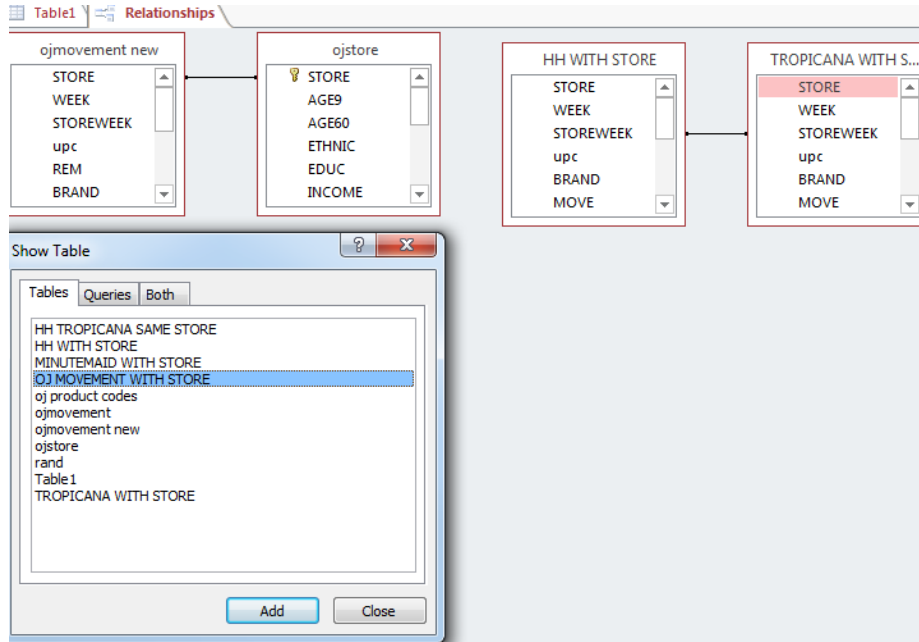 Table1
Relationships
ojmovement new
STORE
WEEK
STOREWEEK
upc
REM
BRAND
ojstore
STORE
AGE9
AGE60
ETHNIC
EDUC
INCOME
HH WITH STORE
STORE
WEEK
STOREWEEK
upc
BRAND
MOVE
TROPICANA WITH S...
STORE
WEEK
STOREWEEK
upc
BRAND
MOVE
Show Table
?
Tables Queries Both
HH TROPICANA SAME STORE
HH WITH STORE
MINUTEMAID WITH STORE
OJ MOVEMENT WITH STORE
oj product codes
ojmovement
ojmovement new
ojstore
rand
Table1
TROPICANA WITH STORE
Add Close